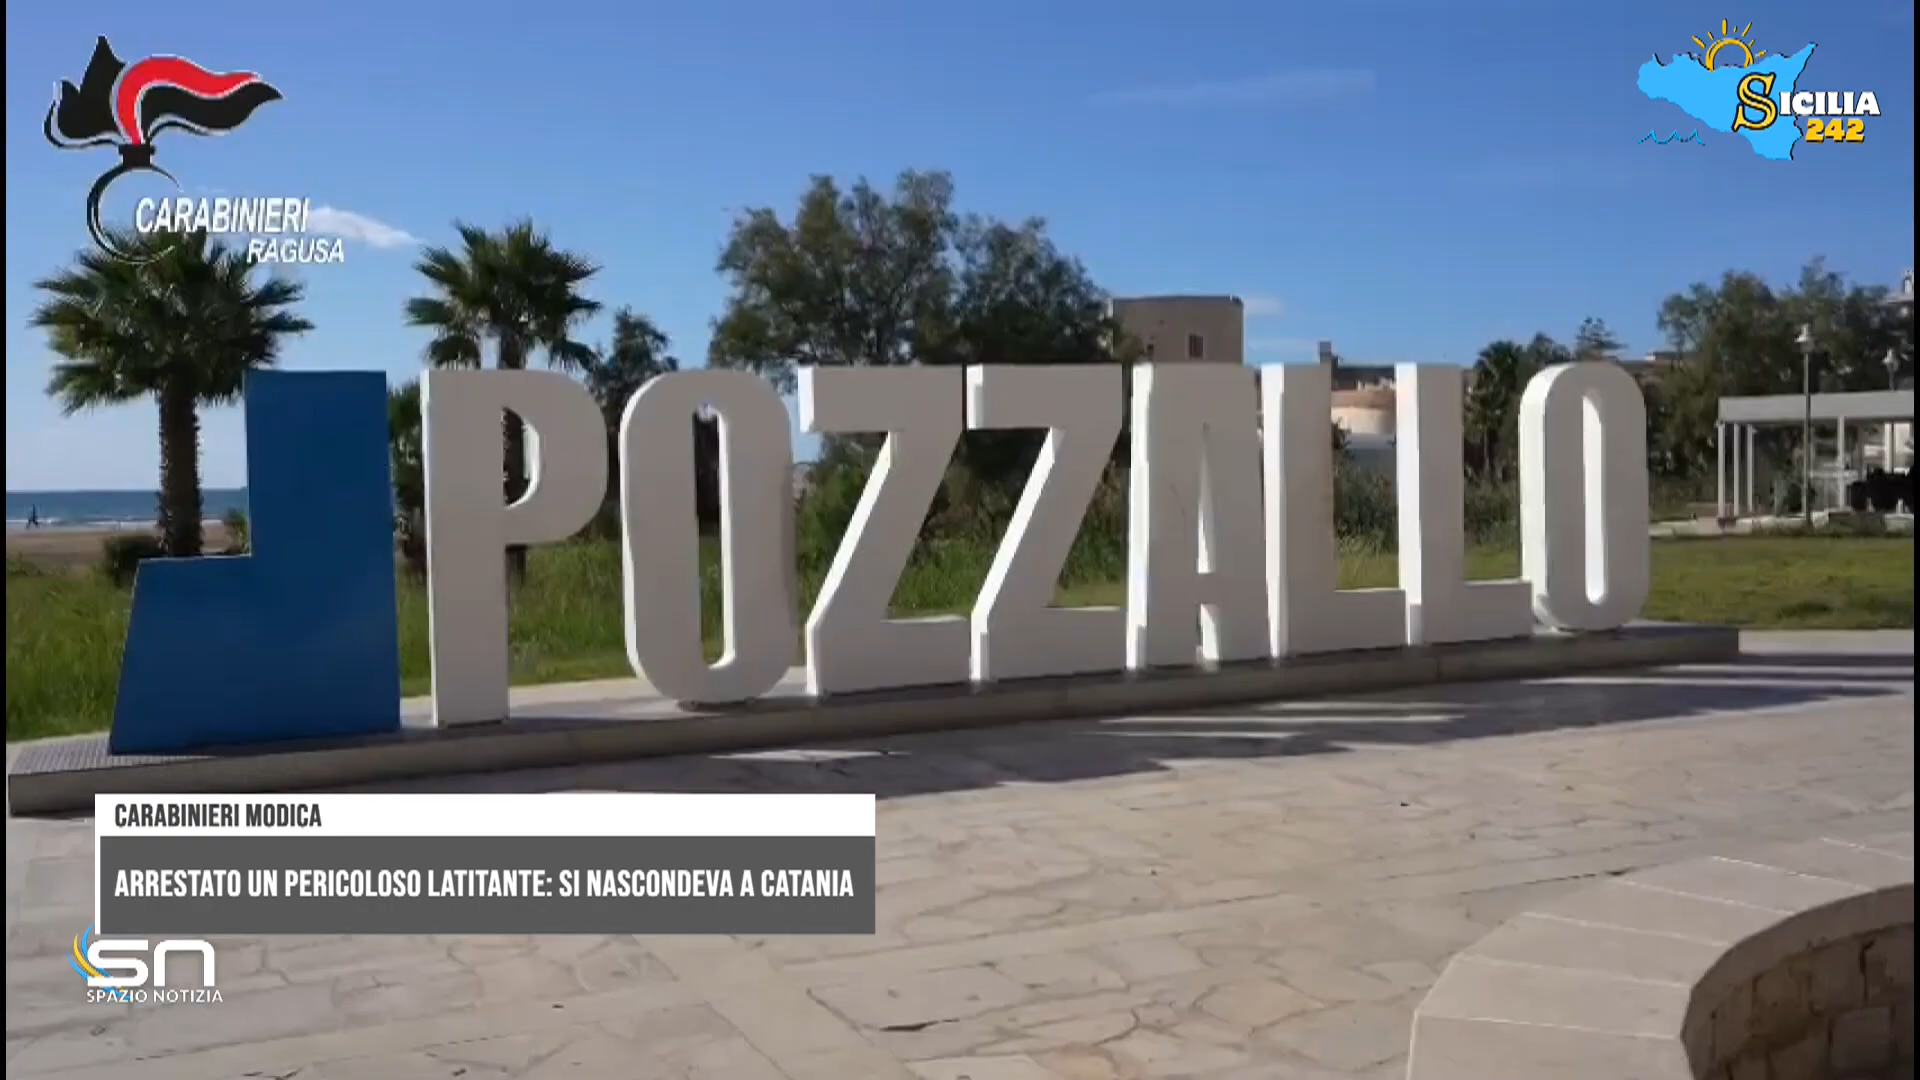 CARABINIERI
RAGUSA
SICILIA
242
POZZALLO
CARABINIERI MODICA
ARRESTATO UN PERICOLOSO LATITANTE: SI NASCONDEVA A CATANIA
SN
SPAZIO NOTIZIA